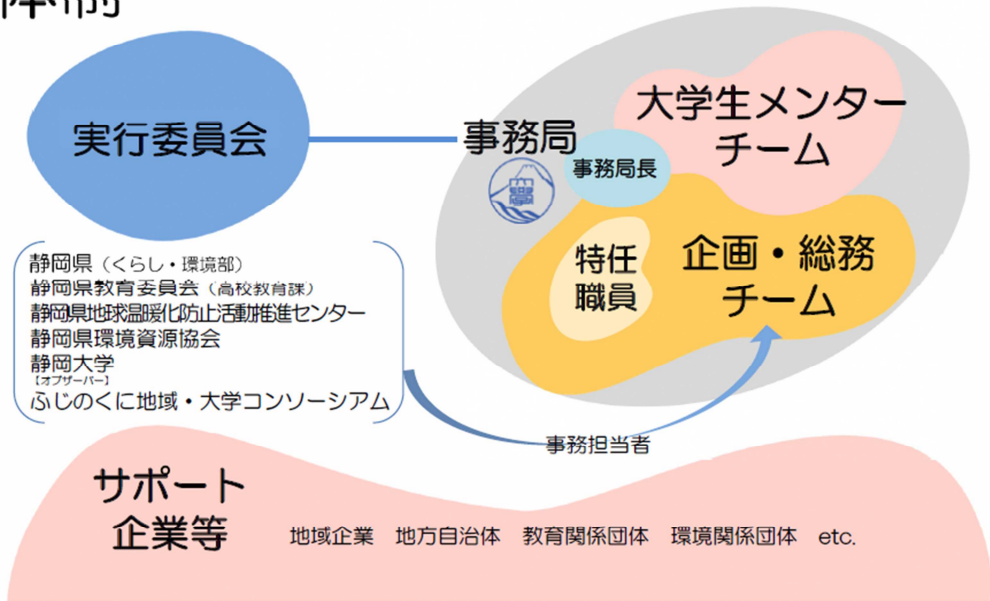 体制
実行委員会
事務局
事務局長
大学生メンター
チーム
特任
職員
企画・総務
チーム
静岡県（くらし・環境部）
静岡県教育委員会（高校教育課）
静岡県地球温暖化防止活動推進センター
静岡県環境資源協会
静岡大学
【オブザーバー】
ふじのくに地域・大学コンソーシアム
事務担当者
サポート
企業等
地域企業　地方自治体　教育関係団体　環境関係団体　etc.